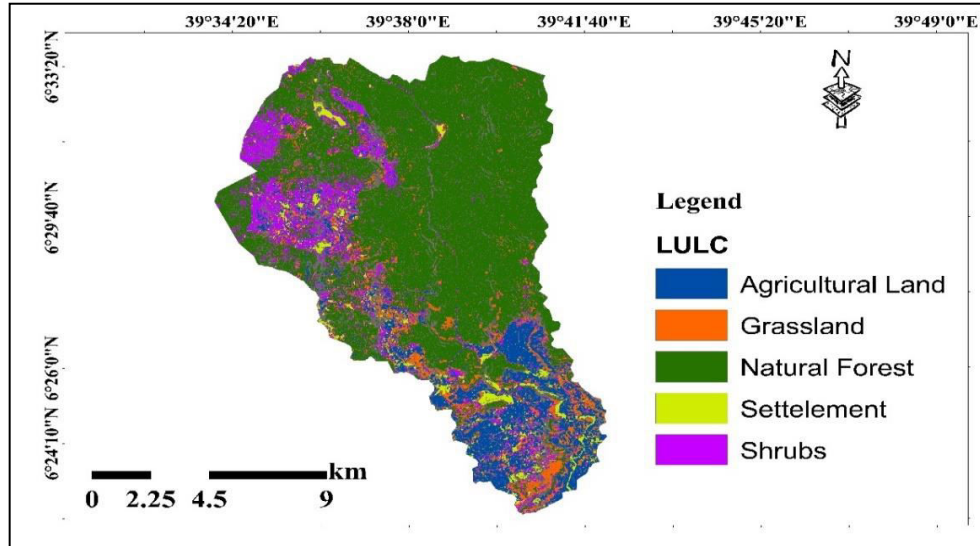 39°34'20"E 39°38'0"E 39°41'40"E 39°45'20"E 39°49'0"E
6°33'20"N
6°29'40"N
6°26'0"N
6°24'10"N
N
Legend
LULC
Agricultural Land
Grassland
Natural Forest
Settelement
Shrubs
km
0 2.25 4.5 9